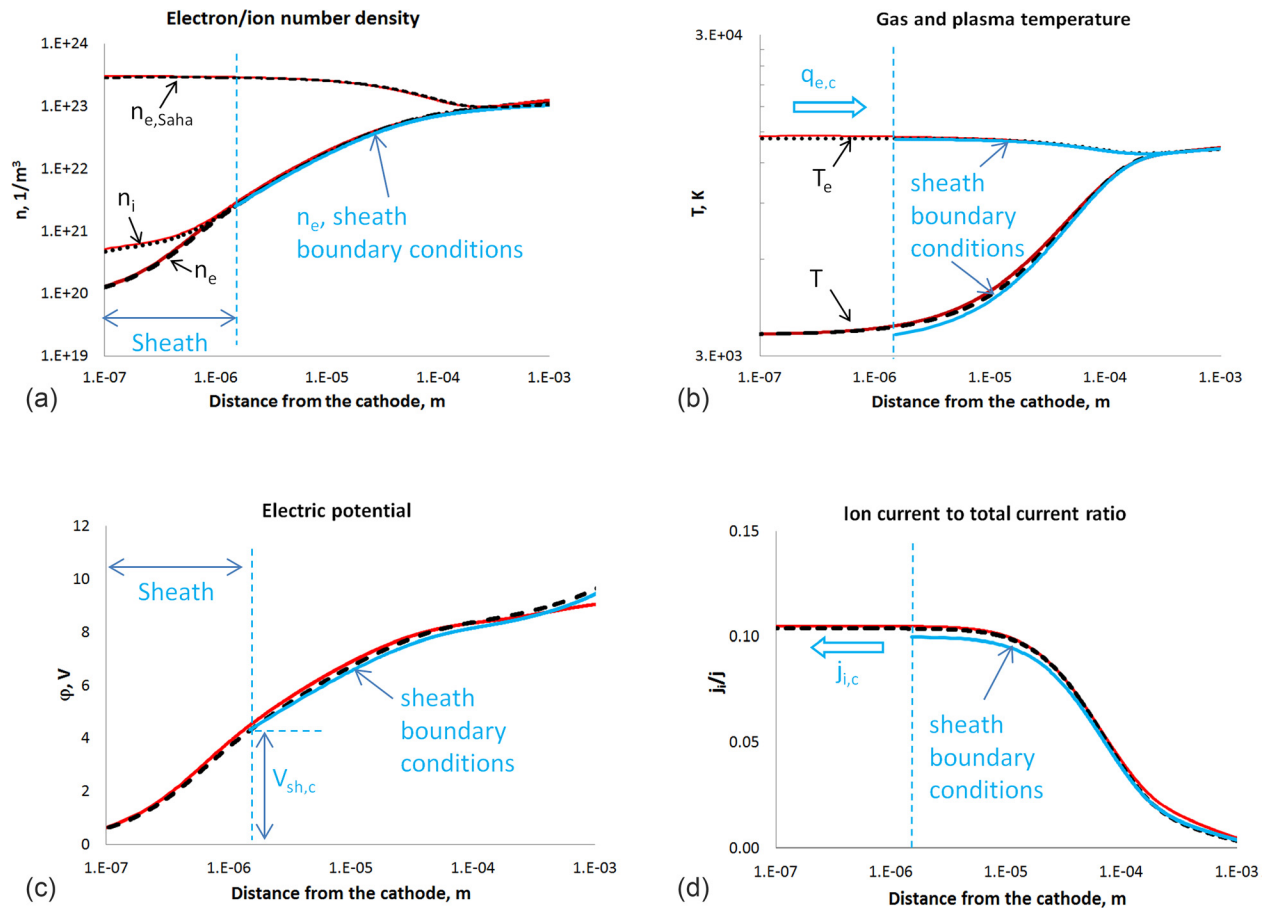 Electron/ion number density
1.E+24
1.E+23
1.E+22
1.E+21
1.E+20
1.E+19
n, 1/m³
n_e,Saha
n_i
n_e
n_e, sheath
boundary conditions
Sheath
1.E-07
1.E-06
1.E-05
1.E-04
1.E-03
Distance from the cathode, m
(a)
Gas and plasma temperature
3.E+04
3.E+03
T, K
q_e,c
T_e
T
sheath
boundary
conditions
1.E-07
1.E-06
1.E-05
1.E-04
1.E-03
Distance from the cathode, m
(b)
Electric potential
12
10
8
6
4
2
0
φ, V
Sheath
V_sh,c
sheath
boundary
conditions
1.E-07
1.E-06
1.E-05
1.E-04
1.E-03
Distance from the cathode, m
(c)
Ion current to total current ratio
0.15
0.10
0.05
0.00
j_i/j
j_i,c
sheath
boundary
conditions
1.E-07
1.E-06
1.E-05
1.E-04
1.E-03
Distance from the cathode, m
(d)